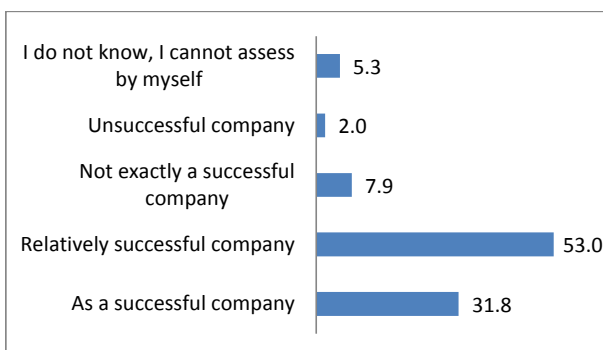 I do not know, I cannot assess
by myself
5.3
Unsuccessful company
2.0
Not exactly a successful
company
7.9
Relatively successful company
53.0
As a successful company
31.8